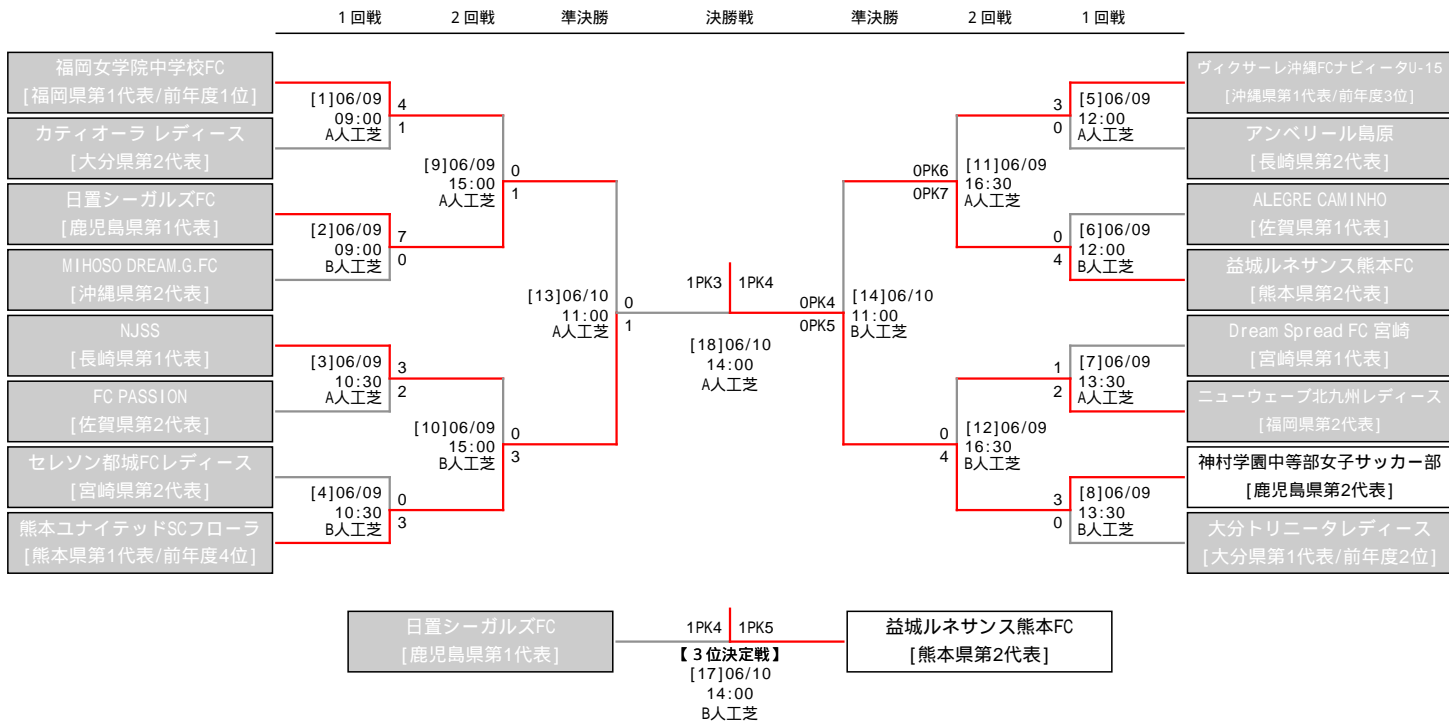 1回戦 2回戦 準決勝 決勝戦 準決勝 2回戦 1回戦
福岡女学院中学校FC
[福岡県第1代表/前年度1位]
カティオーラ レディース
[大分県第2代表]
日置シーガルズFC
[鹿児島県第1代表]
MIHOSO DREAM.G.FC
[沖縄県第2代表]
NJSS
[長崎県第1代表]
FC PASSION
[佐賀県第2代表]
セレソン都城FCレディース
[宮崎県第2代表]
熊本ユナイテッドSCフローラ
[熊本県第1代表/前年度4位]
[1]06/09
09:00
A人工芝
4
1
[2]06/09
09:00
B人工芝
7
0
[3]06/09
10:30
A人工芝
3
2
[4]06/09
10:30
B人工芝
0
3
[9]06/09
15:00
A人工芝
0
1
[10]06/09
15:00
B人工芝
0
3
[13]06/10
11:00
A人工芝
0
1
1PK3 1PK4
[18]06/10
14:00
A人工芝
0PK4
0PK5
[14]06/10
11:00
B人工芝
0PK6
0PK7
[11]06/09
16:30
A人工芝
0
4
[12]06/09
16:30
B人工芝
3
0
[5]06/09
12:00
A人工芝
0
4
[6]06/09
12:00
B人工芝
1
2
[7]06/09
13:30
A人工芝
3
0
[8]06/09
13:30
B人工芝
ヴィクサーレ沖縄FCナビィータU-15
[沖縄県第1代表/前年度3位]
アンベリール島原
[長崎県第2代表]
ALEGRE CAMINHO
[佐賀県第1代表]
益城ルネサンス熊本FC
[熊本県第2代表]
Dream Spread FC 宮崎
[宮崎県第1代表]
ニューウェーブ北九州レディース
[福岡県第2代表]
神村学園中等部女子サッカー部
[鹿児島県第2代表]
大分トリニータレディース
[大分県第1代表/前年度2位]
日置シーガルズFC
[鹿児島県第1代表]
1PK4 1PK5
【3位決定戦】
[17]06/10
14:00
B人工芝
益城ルネサンス熊本FC
[熊本県第2代表]